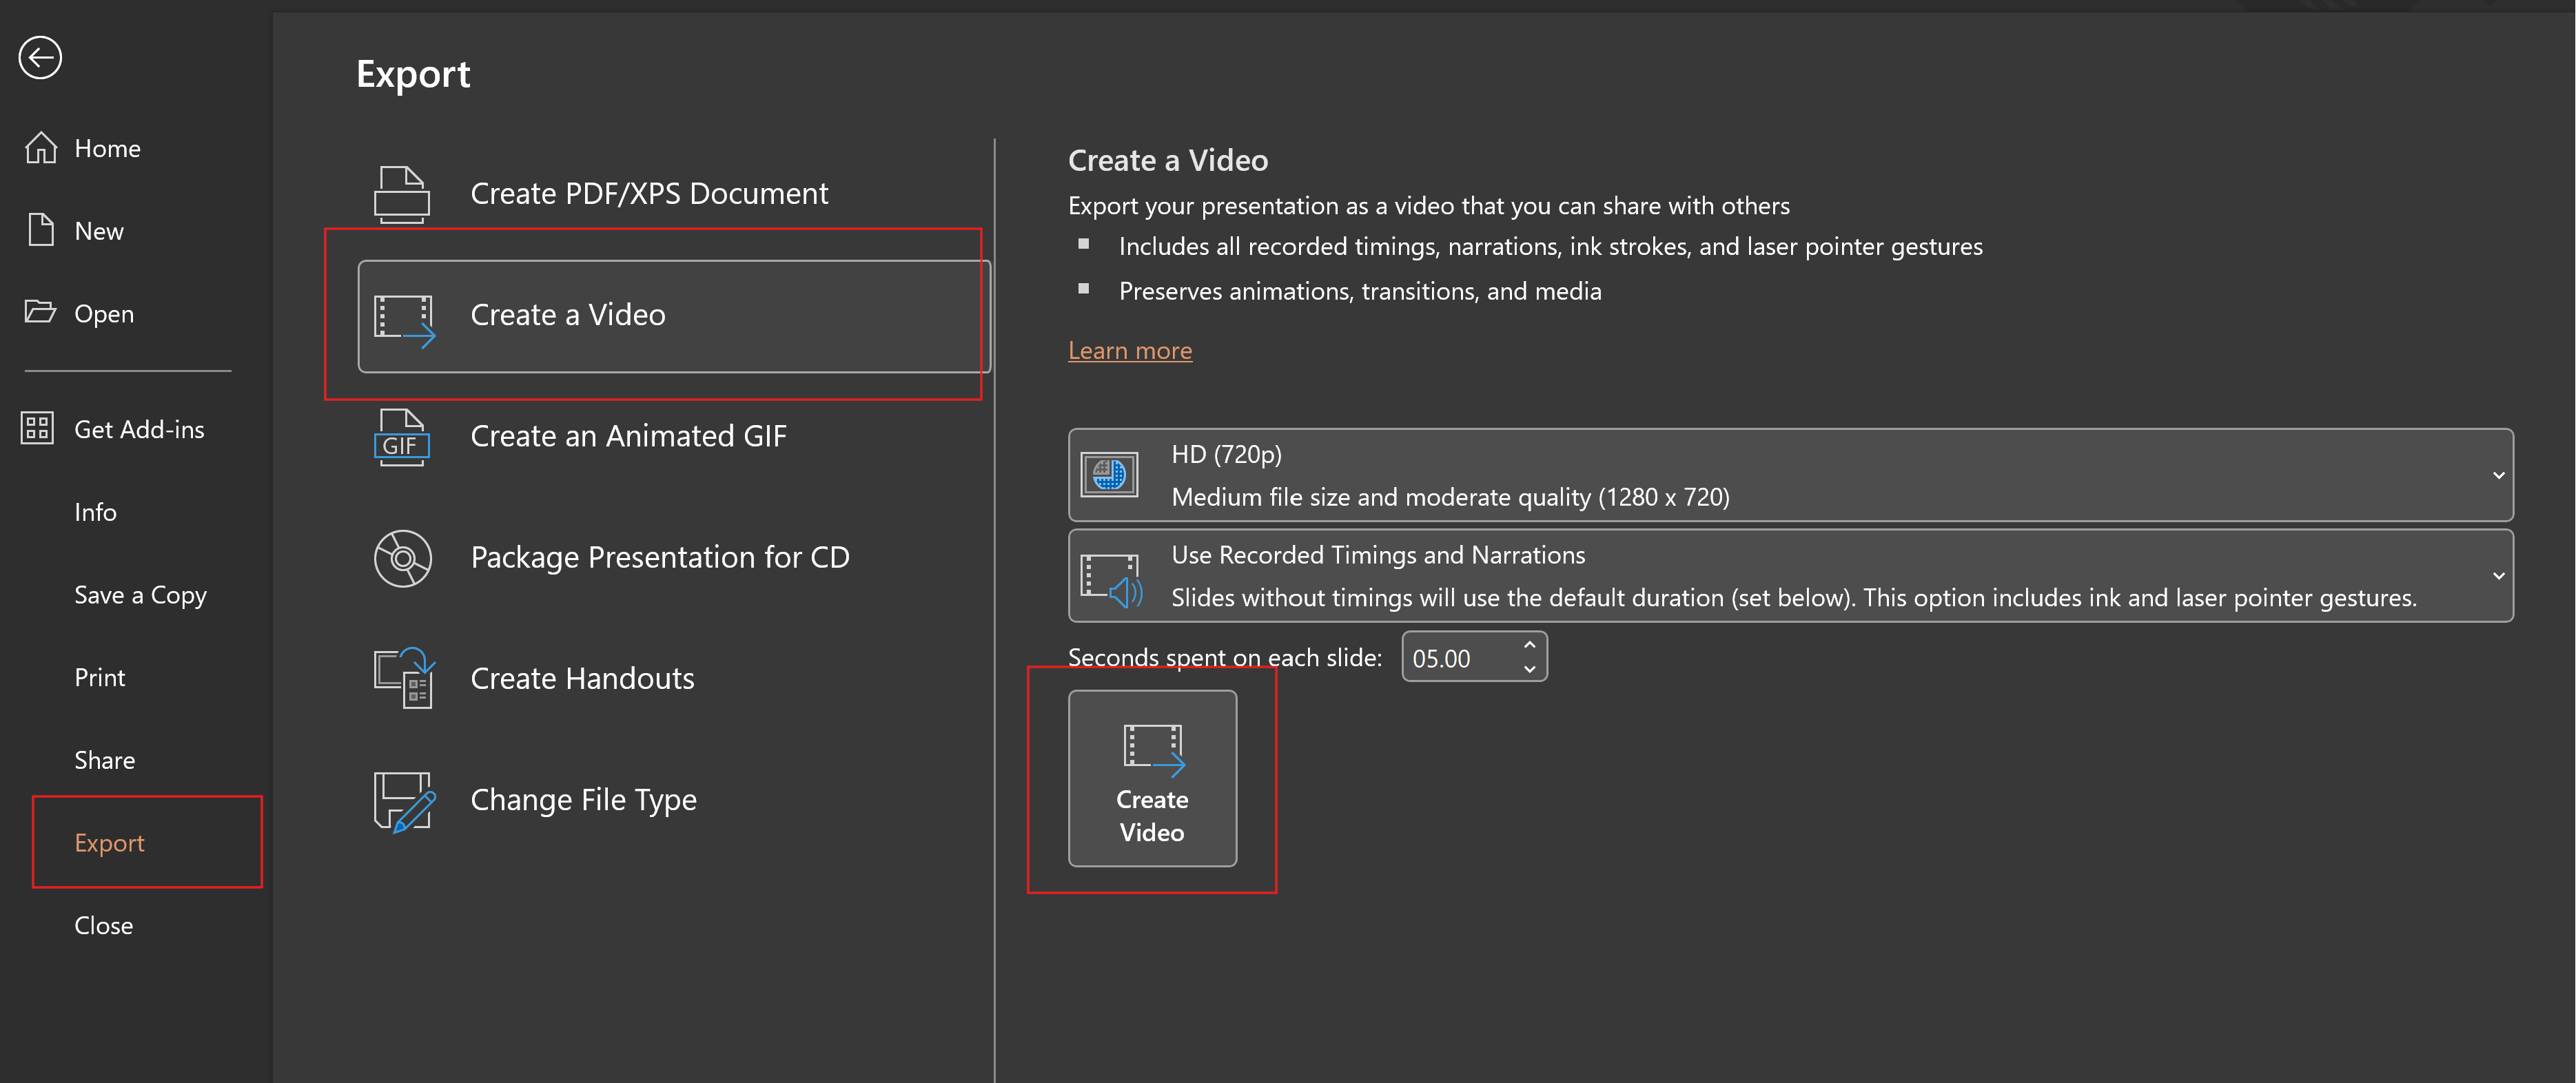 Export
Home
New
Open
Get Add-ins
Info
Save a Copy
Print
Share
Export
Close
Create PDF/XPS Document
Create a Video
Create an Animated GIF
GIF
Package Presentation for CD
Create Handouts
Change File Type
Create a Video
Export your presentation as a video that you can share with others
Includes all recorded timings, narrations, ink strokes, and laser pointer gestures
Preserves animations, transitions, and media
Learn more
HD (720p)
Medium file size and moderate quality (1280 x 720)
Use Recorded Timings and Narrations
Slides without timings will use the default duration (set below). This option includes ink and laser pointer gestures.
Seconds spent on each slide: 05.00
Create
Video